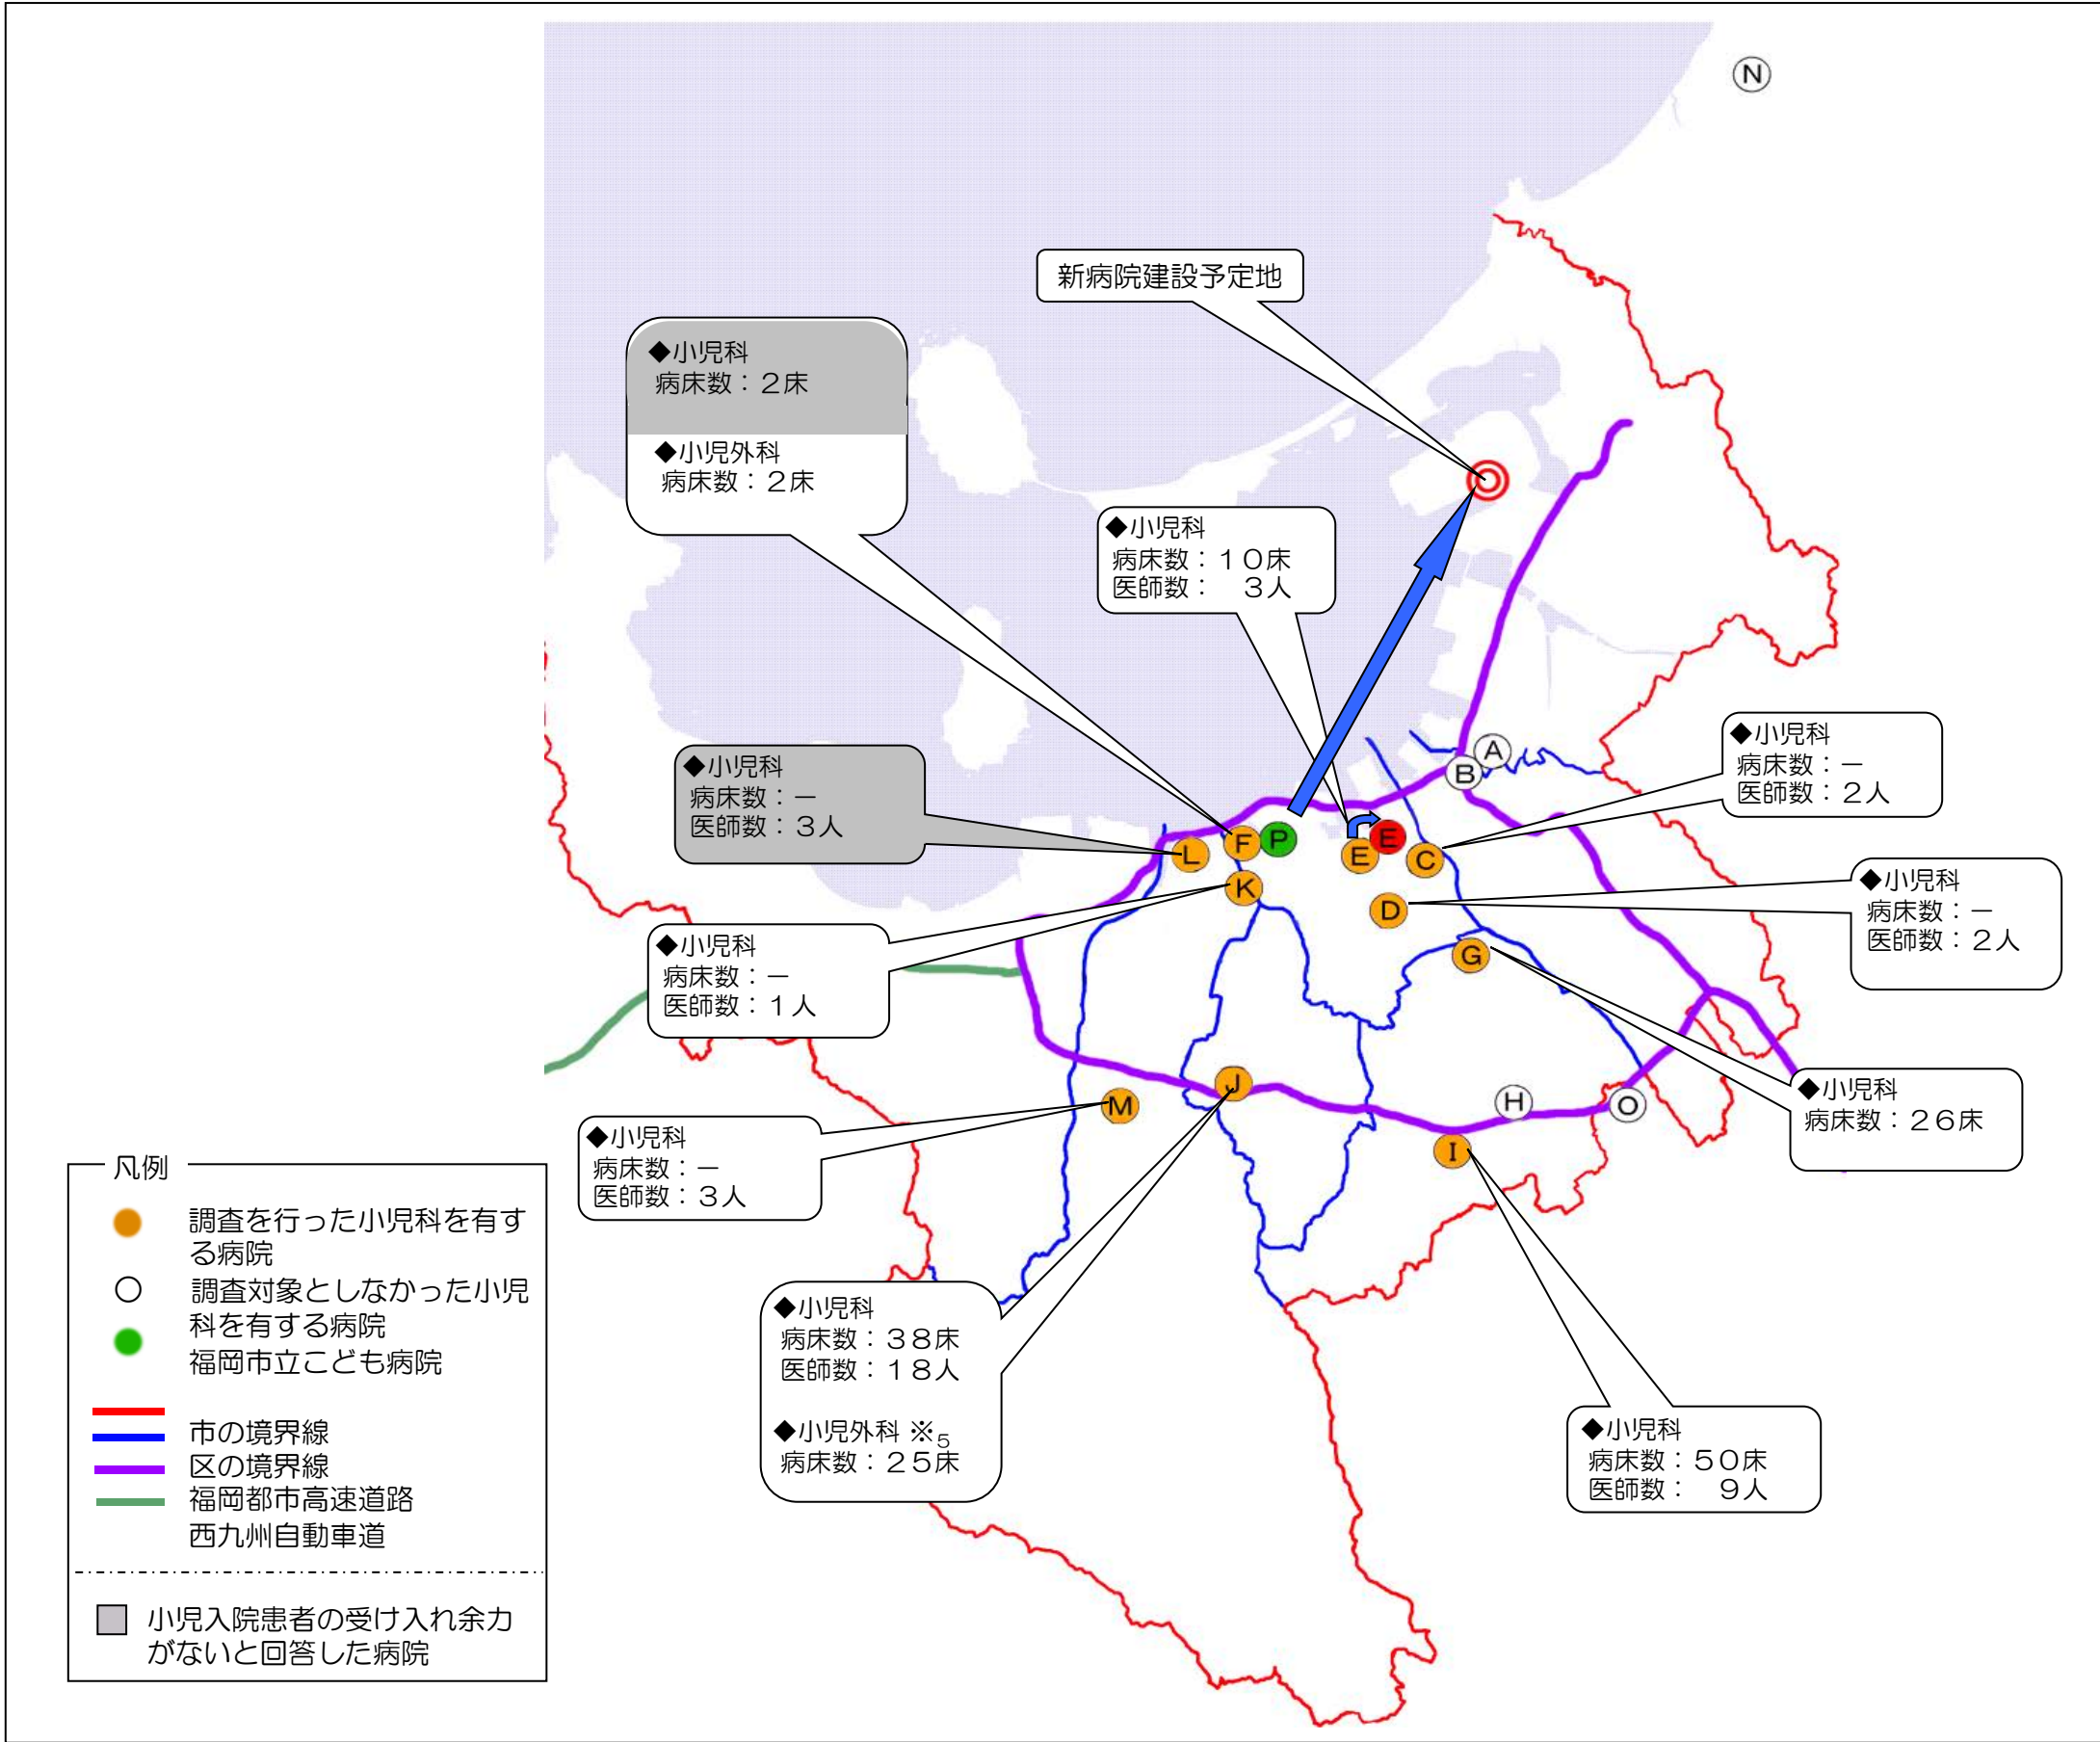 Ⓝ
新病院建設予定地
◆小児科
病床数：２床
◆小児外科
病床数：２床
◆小児科
病床数：１０床
医師数：　３人
◆小児科
病床数：－
医師数：２人
A
B
◆小児科
病床数：－
医師数：３人
L
F
P
E
E
C
K
D
G
◆小児科
病床数：－
医師数：２人
◆小児科
病床数：－
医師数：１人
◆小児科
病床数：２６床
J
M
H
O
I
◆小児科
病床数：－
医師数：３人
◆小児科
病床数：３８床
医師数：１８人
◆小児外科 ※5
病床数：２５床
◆小児科
病床数：５０床
医師数：　９人
凡例
調査を行った小児科を有す
る病院
調査対象としなかった小児
科を有する病院
福岡市立こども病院
市の境界線
区の境界線
福岡都市高速道路
西九州自動車道
小児入院患者の受け入れ余力
がないと回答した病院